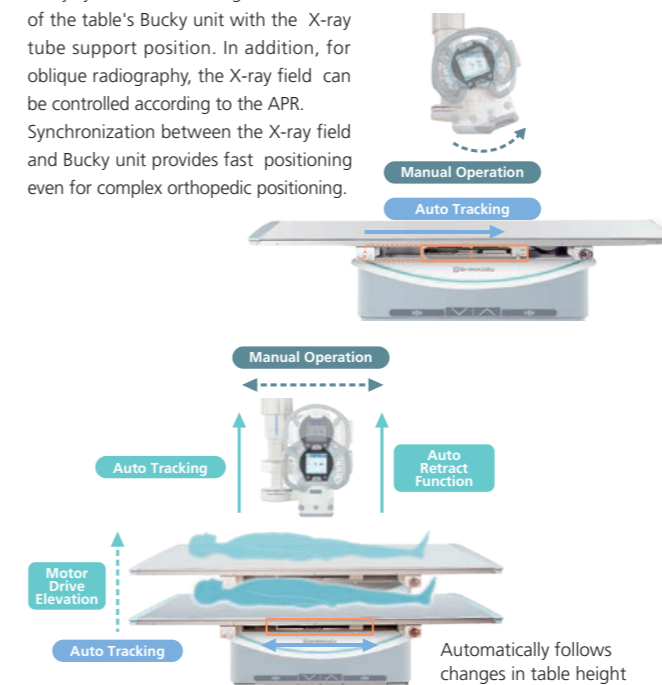 of the table's Bucky unit with the X-ray
tube support position. In addition, for
oblique radiography, the X-ray field can
be controlled according to the APR.
Synchronization between the X-ray field
and Bucky unit provides fast positioning
even for complex orthopedic positioning.
Manual Operation
Auto Tracking
SHIMADZU
Manual Operation
Auto Tracking
Auto
Retract
Function
Motor
Drive
Elevation
Auto Tracking
SHIMADZU
Automatically follows
changes in table height